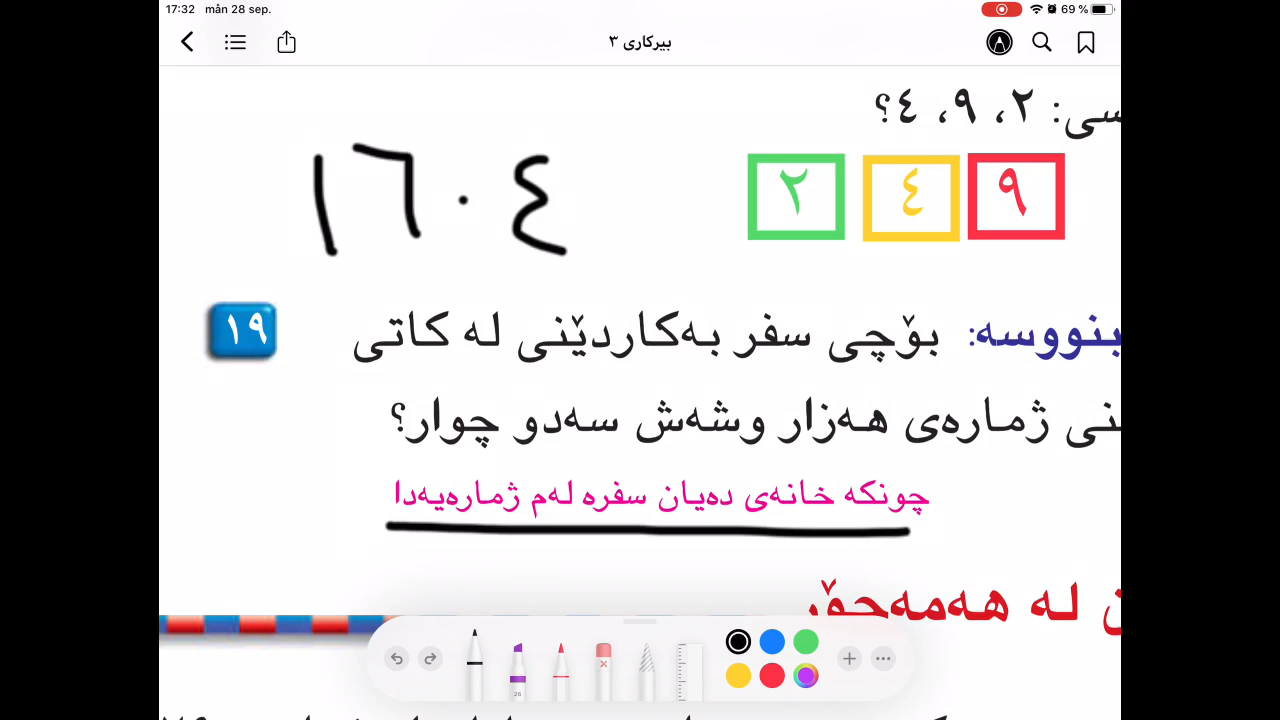 17:32 mån 28 sep.
69 %
بیرکاری ٣
سی: ٢، ٩، ٤؟
٢ ٤ ٩
١٦٠٤
بنووسە: بۆچی سفر بەکاردێنی لە کاتی
١٩
نی ژمارەی هەزار وشەش سەدو چوار؟
چونکە خانەی دەیان سفرە لەم ژمارەیەدا
ن لە هەمەجۆر
26